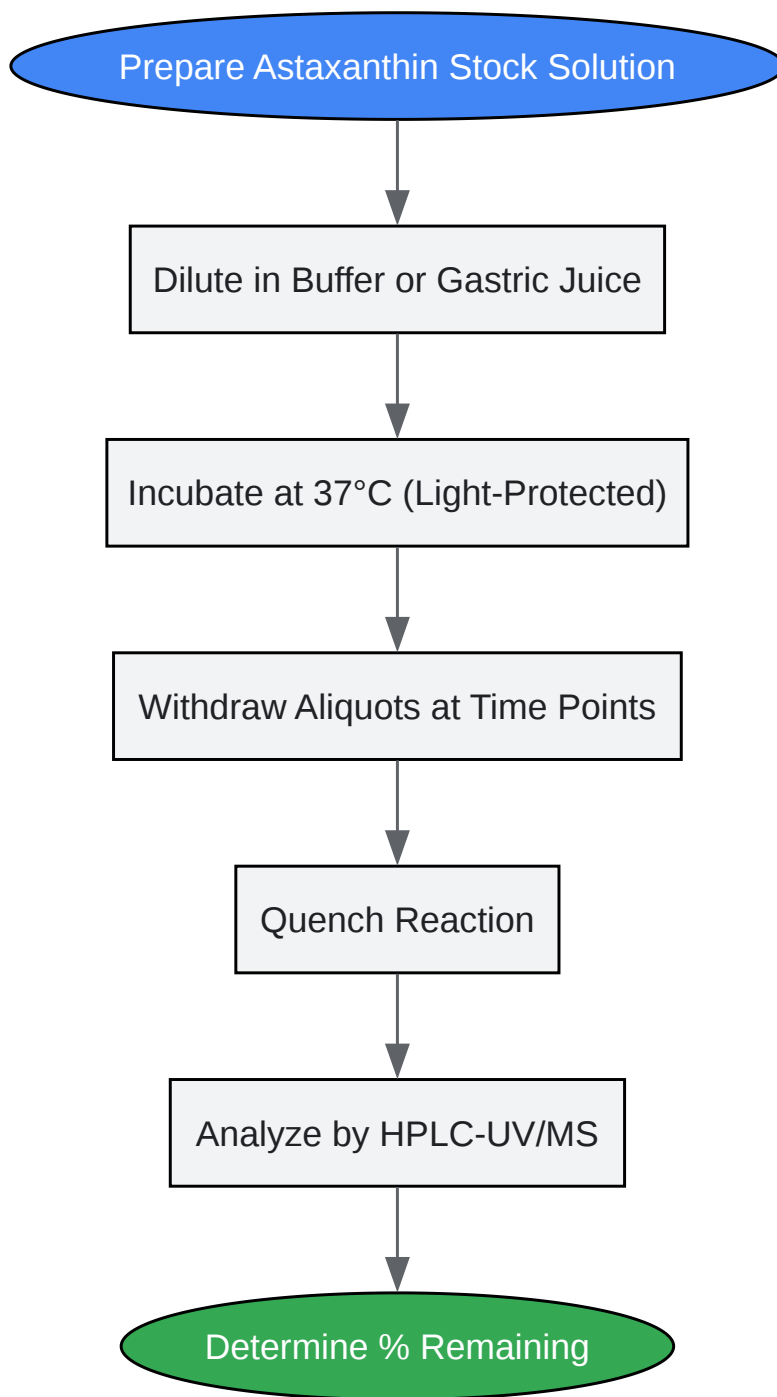 Prepare Astaxanthin Stock Solution
Dilute in Buffer or Gastric Juice
Incubate at 37°C (Light-Protected)
Withdraw Aliquots at Time Points
Quench Reaction
Analyze by HPLC-UV/MS
Determine % Remaining